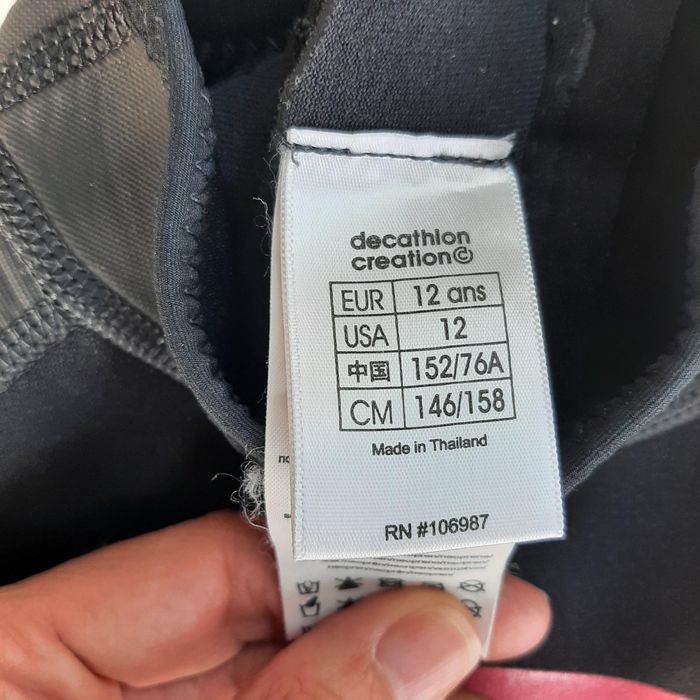 decathlon
creation©
EUR 12 ans
USA 12
中国 152/76A
CM 146/158
Made in Thailand
RN #106987